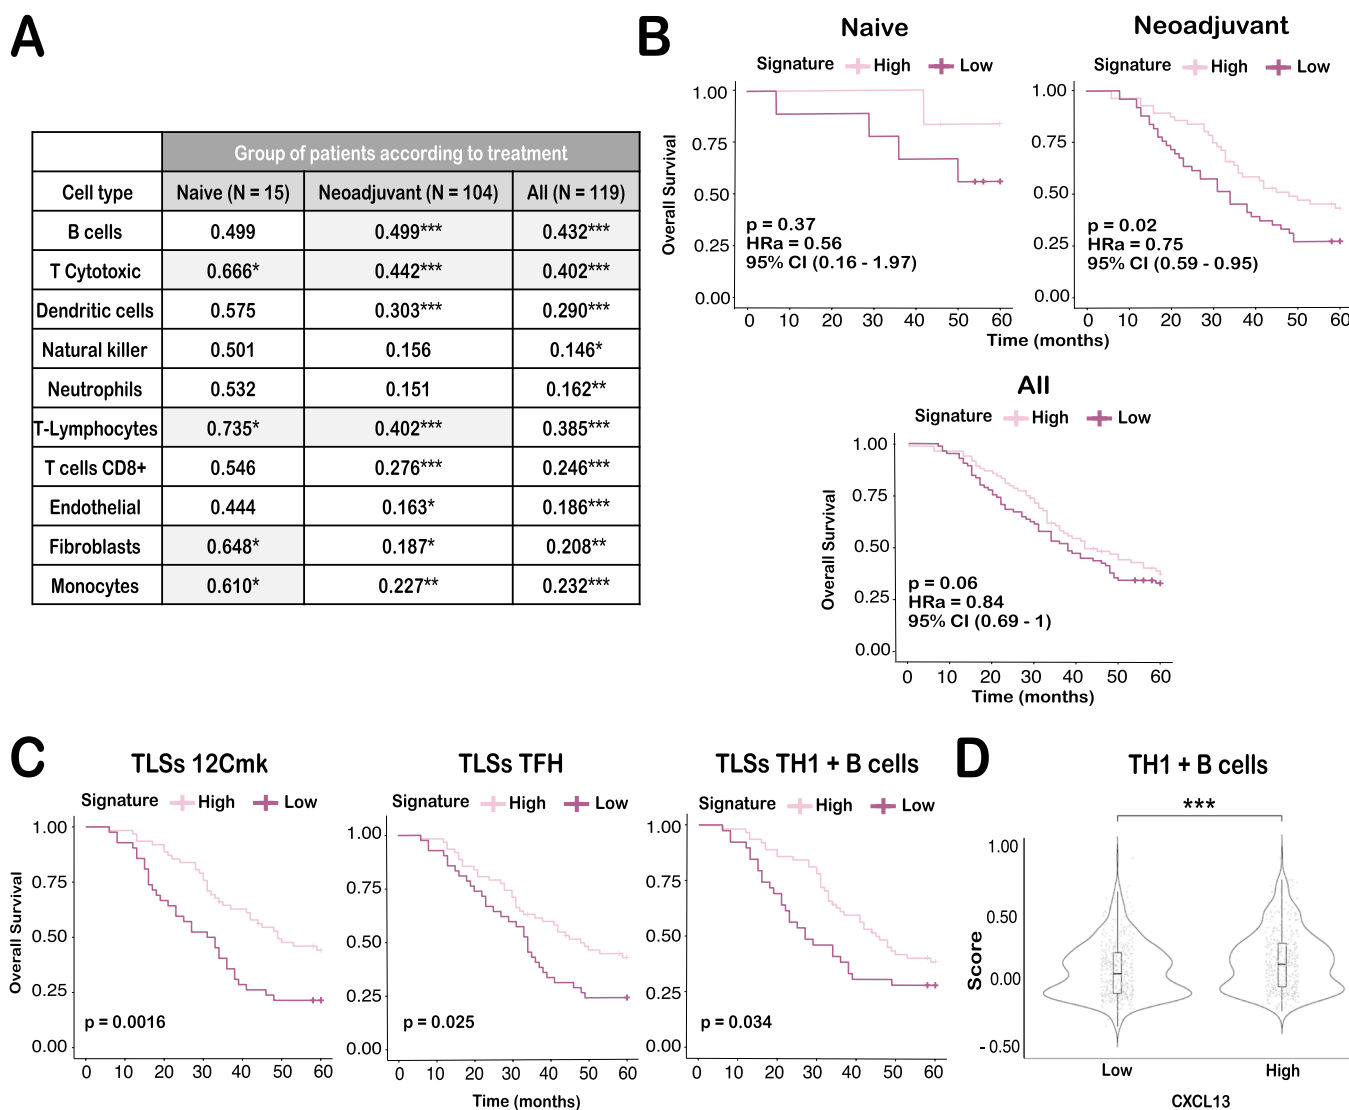 A
Group of patients according to treatment
Cell type Naive (N = 15) Neoadjuvant (N = 104) All (N = 119)
B cells 0.499 0.499*** 0.432***
T Cytotoxic 0.666* 0.442*** 0.402***
Dendritic cells 0.575 0.303*** 0.290***
Natural killer 0.501 0.156 0.146*
Neutrophils 0.532 0.151 0.162**
T-Lymphocytes 0.735* 0.402*** 0.385***
T cells CD8+ 0.546 0.276*** 0.246***
Endothelial 0.444 0.163* 0.186***
Fibroblasts 0.648* 0.187* 0.208**
Monocytes 0.610* 0.227** 0.232***
B
Naive
Signature High Low
Overall Survival
1.00
0.75
0.50
0.25
0.00
p = 0.37
HRa = 0.56
95% CI (0.16 - 1.97)
0 10 20 30 40 50 60
Neoadjuvant
Signature High Low
1.00
0.75
0.50
0.25
0.00
p = 0.02
HRa = 0.75
95% CI (0.59 - 0.95)
0 10 20 30 40 50 60
Time (months)
All
Signature High Low
Overall Survival
1.00
0.75
0.50
0.25
0.00
p = 0.06
HRa = 0.84
95% CI (0.69 - 1)
0 10 20 30 40 50 60
Time (months)
C
TLSs 12Cmk
Signature High Low
Overall Survival
1.00
0.75
0.50
0.25
0.00
p = 0.0016
0 10 20 30 40 50 60
TLSs TFH
Signature High Low
1.00
0.75
0.50
0.25
0.00
p = 0.025
0 10 20 30 40 50 60
Time (months)
TLSs TH1 + B cells
Signature High Low
1.00
0.75
0.50
0.25
0.00
p = 0.034
0 10 20 30 40 50 60
D
TH1 + B cells
***
Score
1.00
0.50
0.00
- 0.50
Low High
CXCL13